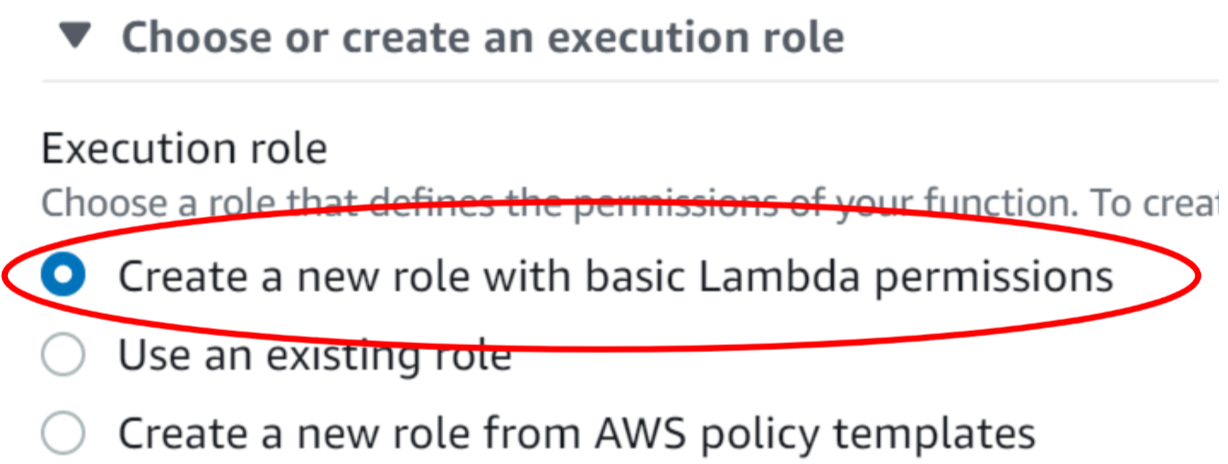 Choose or create an execution role
Execution role
Choose a role that defines the permissions of your function. To creat
Create a new role with basic Lambda permissions
Use an existing role
Create a new role from AWS policy templates